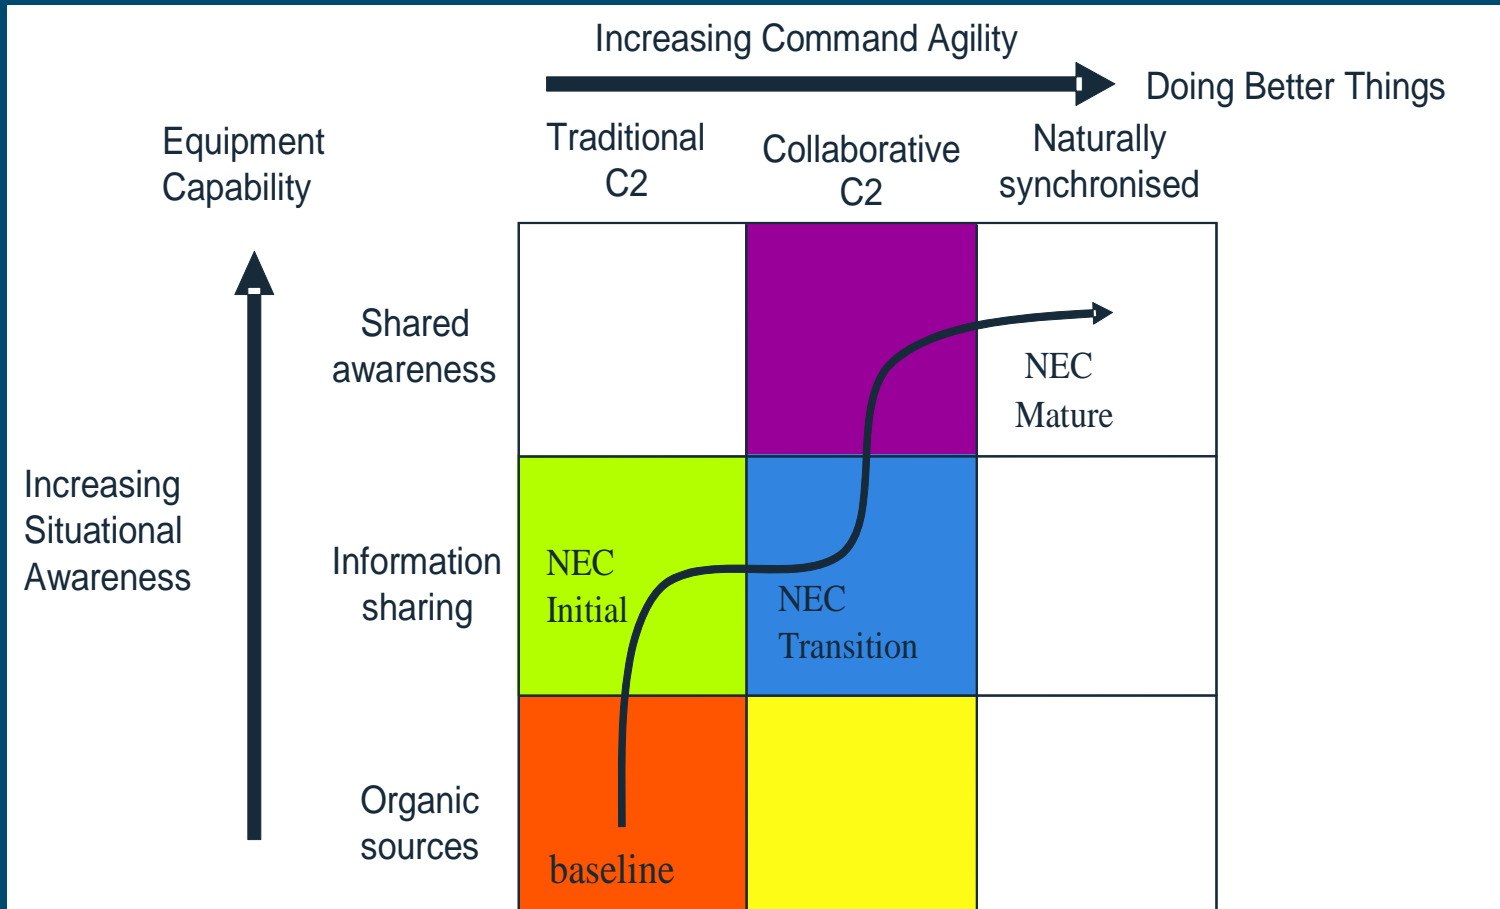 Increasing Command Agility
Doing Better Things
Equipment
Capability
Traditional
C2
Collaborative
C2
Naturally
synchronised
Shared
awareness
NEC
Mature
Increasing
Situational
Awareness
Information
sharing
NEC
Initial
NEC
Transition
Organic
sources
baseline